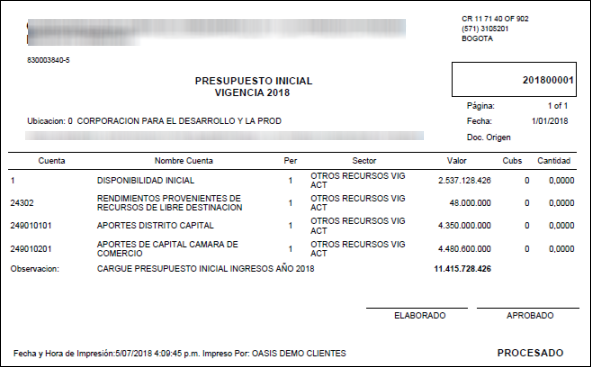 CR 11 71 40 OF 902
(571) 3105201
BOGOTA
830003840-5
PRESUPUESTO INICIAL
VIGENCIA 2018
201800001
Página: 1 of 1
Ubicacion: 0 CORPORACION PARA EL DESARROLLO Y LA PROD
Fecha: 1/01/2018
Doc. Origen
Cuenta Nombre Cuenta Per Sector Valor Cubs Cantidad
1 DISPONIBILIDAD INICIAL 1 OTROS RECURSOS VIG ACT 2.537.128.426 0 0,0000
24302 RENDIMIENTOS PROVENIENTES DE RECURSOS DE LIBRE DESTINACION 1 OTROS RECURSOS VIG ACT 48.000.000 0 0,0000
249010101 APORTES DISTRITO CAPITAL 1 OTROS RECURSOS VIG ACT 4.350.000.000 0 0,0000
249010201 APORTES DE CAPITAL CAMARA DE COMERCIO 1 OTROS RECURSOS VIG ACT 4.480.600.000 0 0,0000
Observacion: CARGUE PRESUPUESTO INICIAL INGRESOS AÑO 2018 11.415.728.426
ELABORADO APROBADO
Fecha y Hora de Impresión:5/07/2018 4:09:45 p.m. Impreso Por: OASIS DEMO CLIENTES PROCESADO